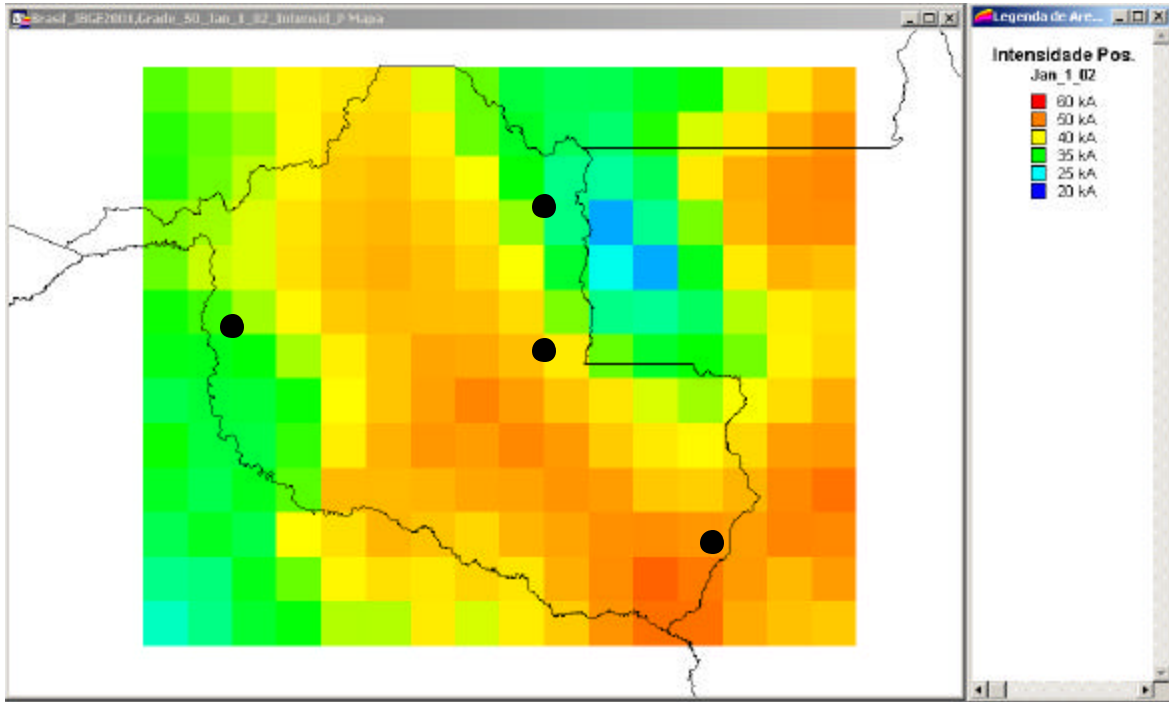 Brasil_IBGE2001,Grade_50_Jan_1_02_Intensid_P Mapa
Legenda de Are...
Intensidade Pos.
Jan_1_02
60 kA
50 kA
40 kA
35 kA
25 kA
20 kA